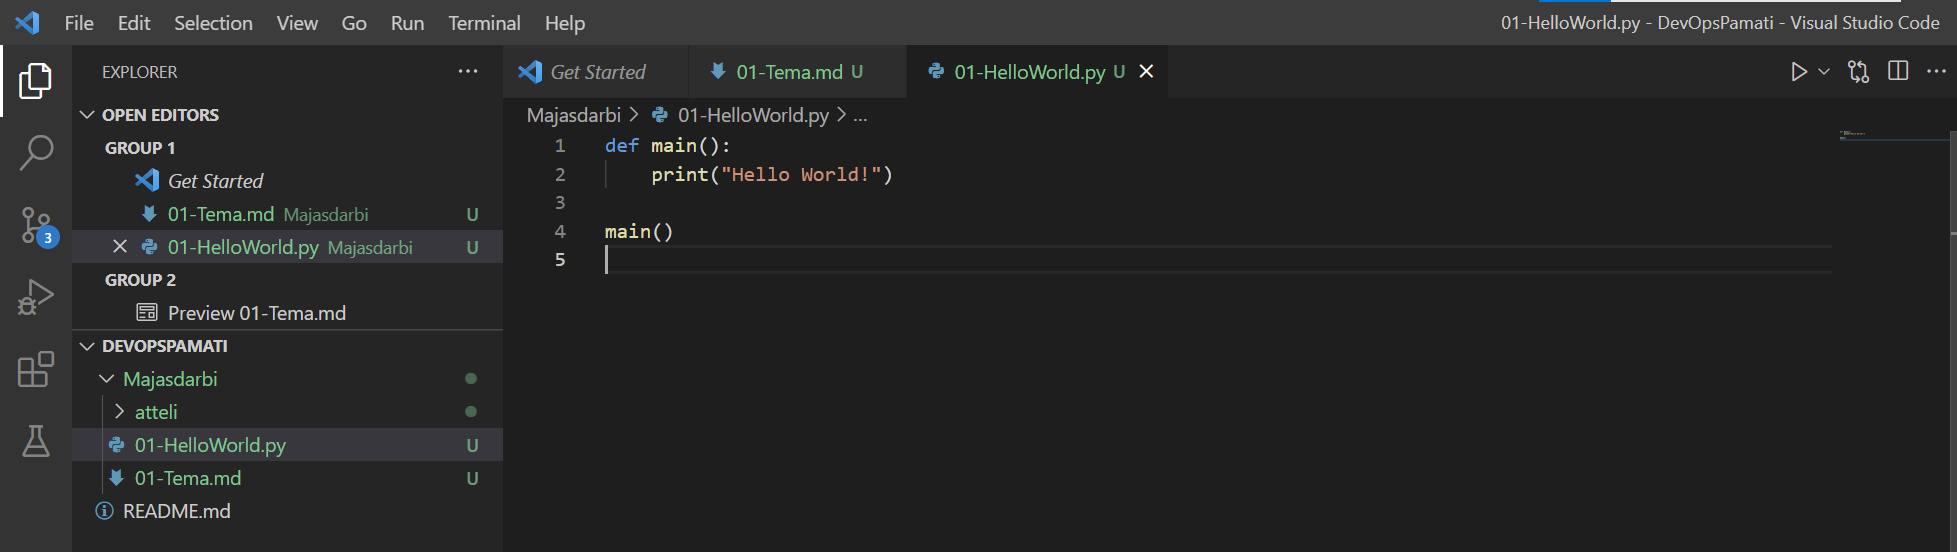 File Edit Selection View Go Run Terminal Help 01-HelloWorld.py - DevOpsPamati - Visual Studio Code
EXPLORER
OPEN EDITORS
GROUP 1
Get Started
01-Tema.md Majasdarbi U
01-HelloWorld.py Majasdarbi U
GROUP 2
Preview 01-Tema.md
DEVOPSPAMATI
Majasdarbi
atteli
01-HelloWorld.py U
01-Tema.md U
README.md
3
Get Started 01-Tema.md U 01-HelloWorld.py U
Majasdarbi > 01-HelloWorld.py > ...
1 def main():
2 print("Hello World!")
3
4 main()
5